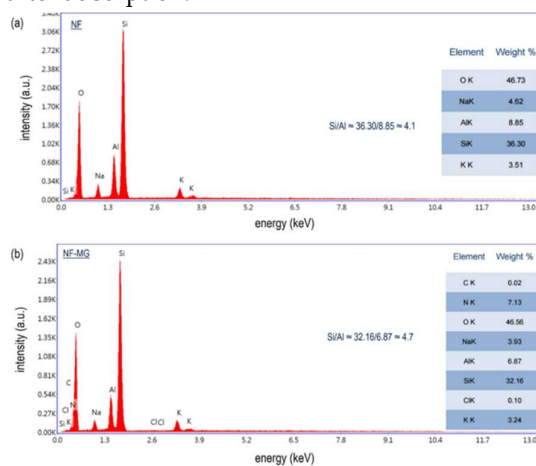 after desorption.
(a)
NF
3.40K
3.06K
2.72K
2.38K
2.04K
1.70K
1.36K
1.02K
0.68K
0.34K
0.00K
intensity (a.u.)
Si
O
Al
Na
Si K
K
K
Si/Al ≈ 36.30/8.85 ≈ 4.1
Element Weight %
O K 46.73
NaK 4.62
AlK 8.85
SiK 36.30
K K 3.51
0.0 1.3 2.6 3.9 5.2 6.5 7.8 9.1 10.4 11.7 13.0
energy (keV)
(b)
NF-MG
2.43K
2.16K
1.89K
1.62K
1.35K
1.08K
0.81K
0.54K
0.27K
0.00K
intensity (a.u.)
Si
O
C
Cl N
Si K
Na
Al
Cl Cl
K
K
Si/Al ≈ 32.16/6.87 ≈ 4.7
Element Weight %
C K 0.02
N K 7.13
O K 46.56
NaK 3.93
AlK 6.87
SiK 32.16
ClK 0.10
K K 3.24
0.0 1.3 2.6 3.9 5.2 6.5 7.8 9.1 10.4 11.7 13.0
energy (keV)